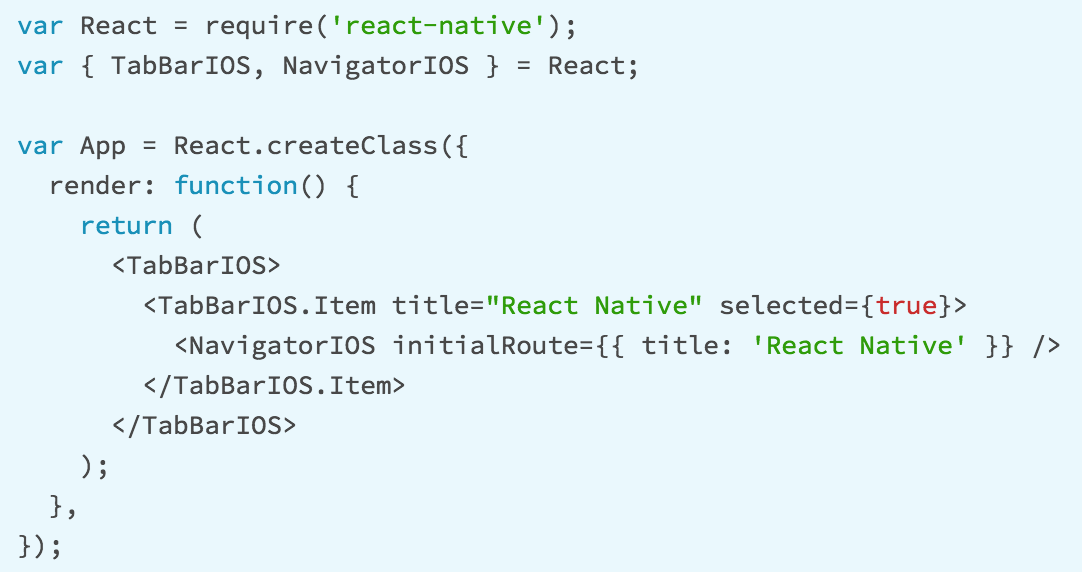 var React = require('react-native');
var { TabBarIOS, NavigatorIOS } = React;

var App = React.createClass({
  render: function() {
    return (
      <TabBarIOS>
        <TabBarIOS.Item title="React Native" selected={true}>
          <NavigatorIOS initialRoute={{ title: 'React Native' }} />
        </TabBarIOS.Item>
      </TabBarIOS>
    );
  },
});